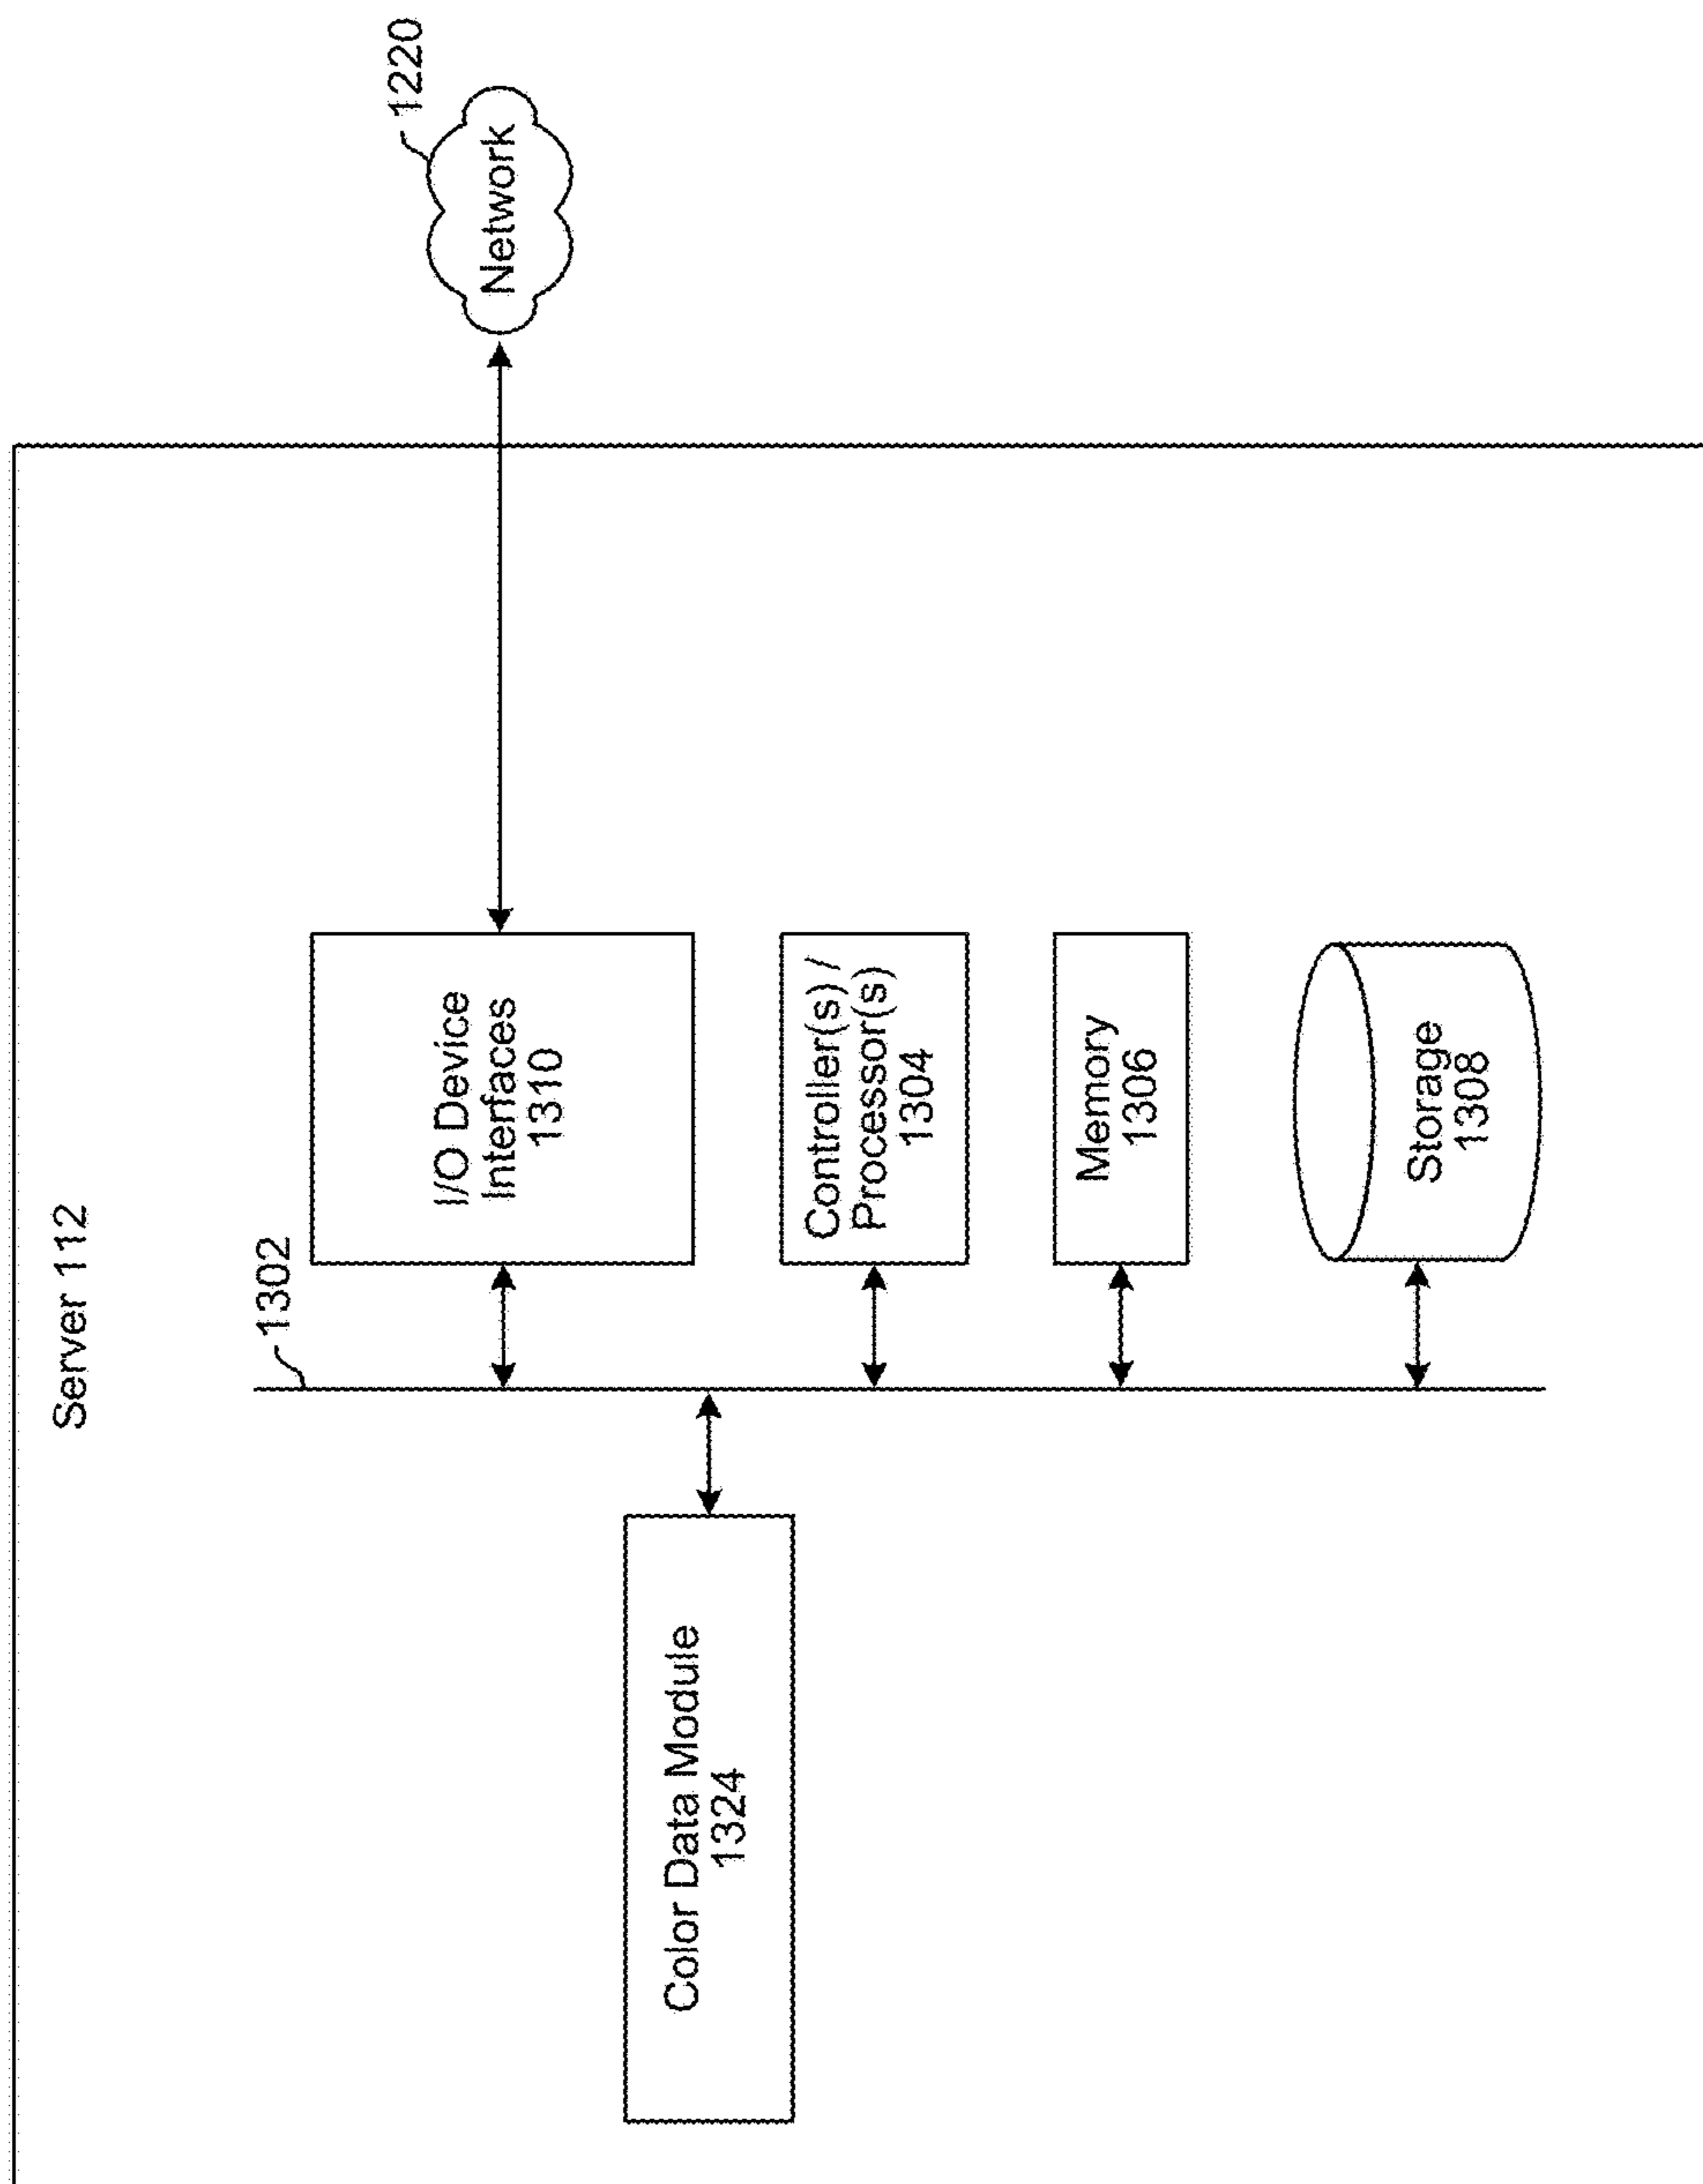 Server 112
1302
1220
Network
I/O Device
Interfaces
1310
Color Data Module
1324
Controller(s) /
Processor(s)
1304
Memory
1306
Storage
1308